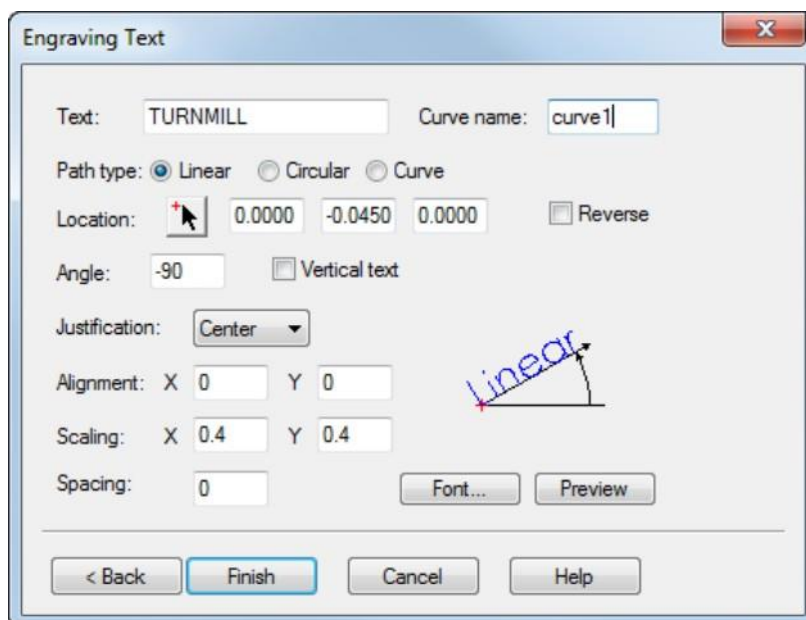 Engraving Text
Text: TURNMILL Curve name: curve1
Path type: Linear Circular Curve
Location: 0.0000 -0.0450 0.0000 Reverse
Angle: -90 Vertical text
Justification: Center
Linear
Alignment: X 0 Y 0
Scaling: X 0.4 Y 0.4
Spacing: 0 Font... Preview
< Back Finish Cancel Help